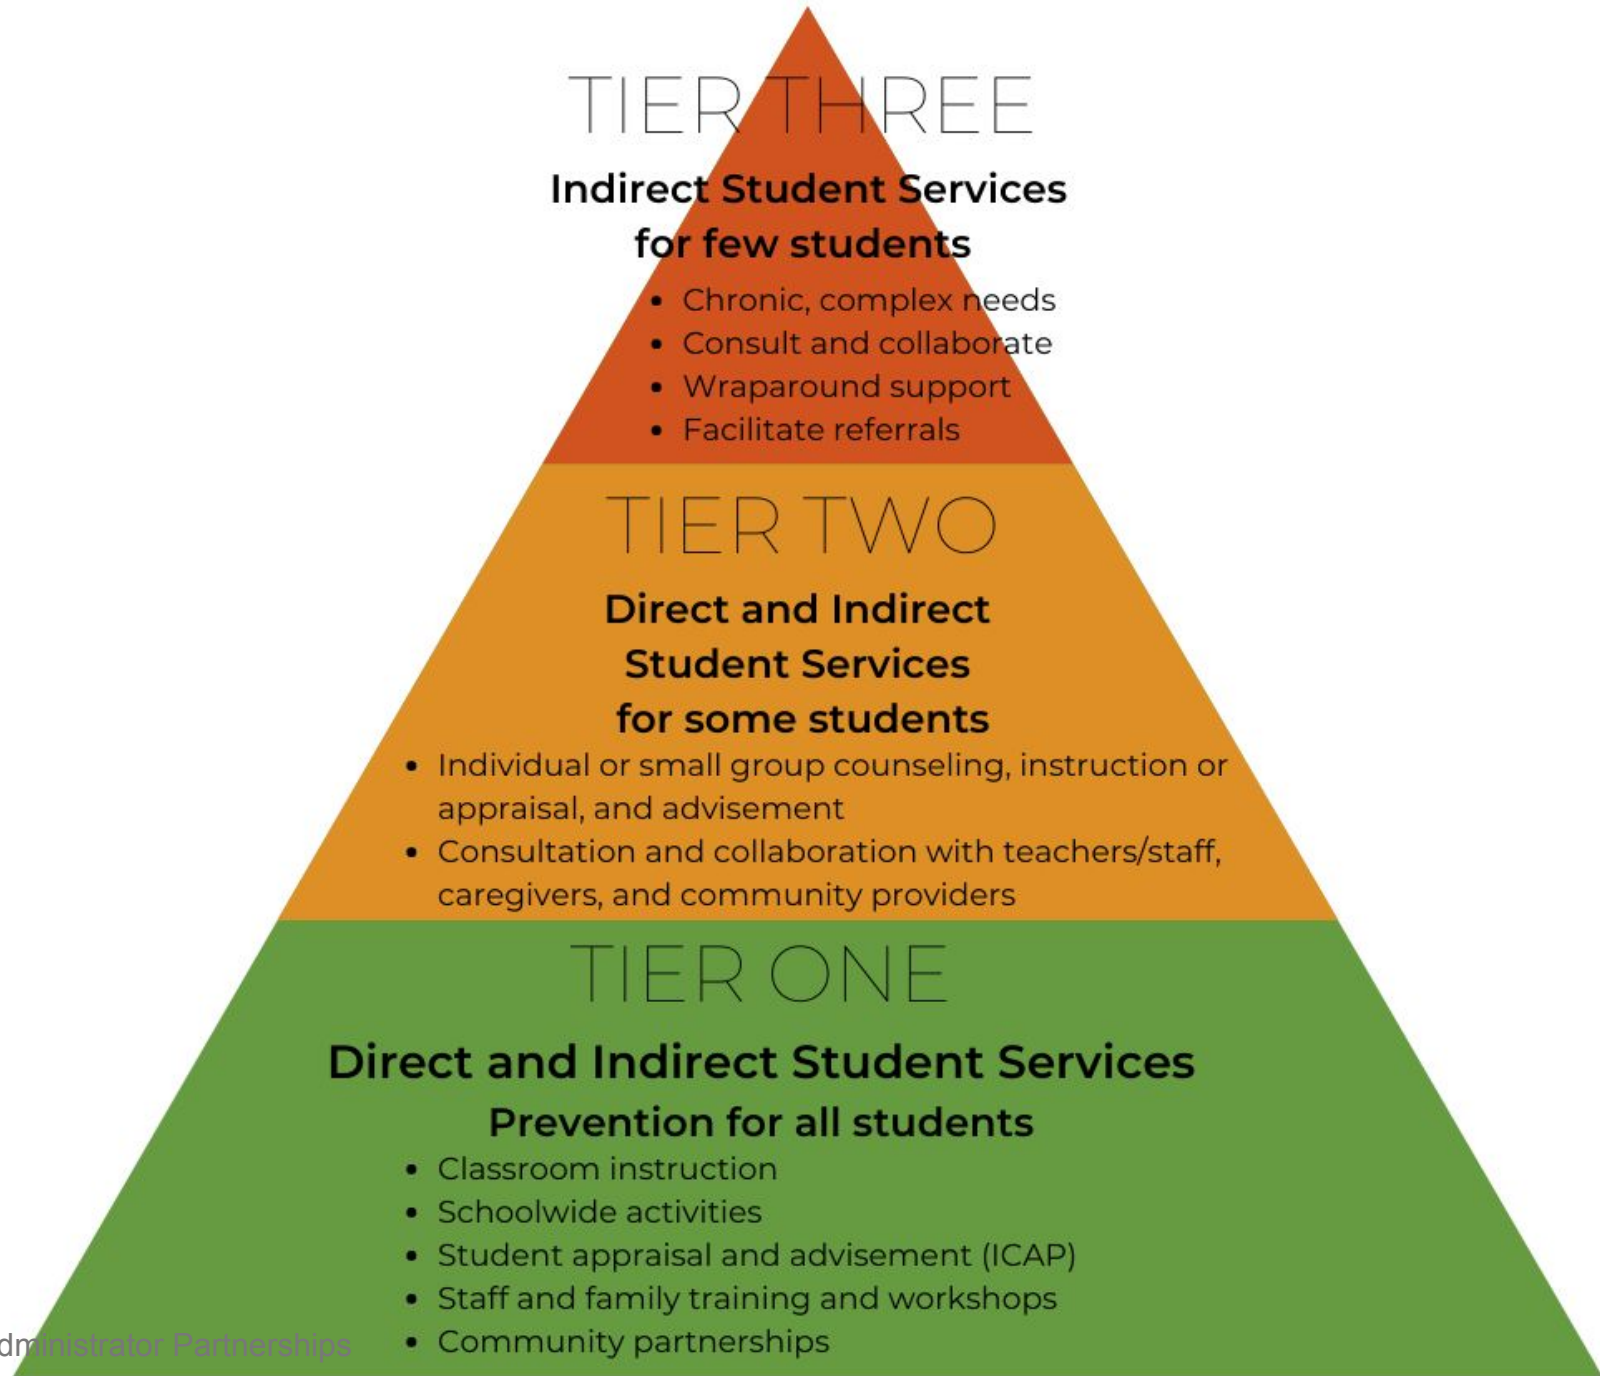 TIER THREE
Indirect Student Services
for few students
• Chronic, complex needs
• Consult and collaborate
• Wraparound support
• Facilitate referrals
TIER TWO
Direct and Indirect
Student Services
for some students
• Individual or small group counseling, instruction or
appraisal, and advisement
• Consultation and collaboration with teachers/staff,
caregivers, and community providers
TIER ONE
Direct and Indirect Student Services
Prevention for all students
• Classroom instruction
• Schoolwide activities
• Student appraisal and advisement (ICAP)
• Staff and family training and workshops
• Community partnerships
dministrator Partnerships